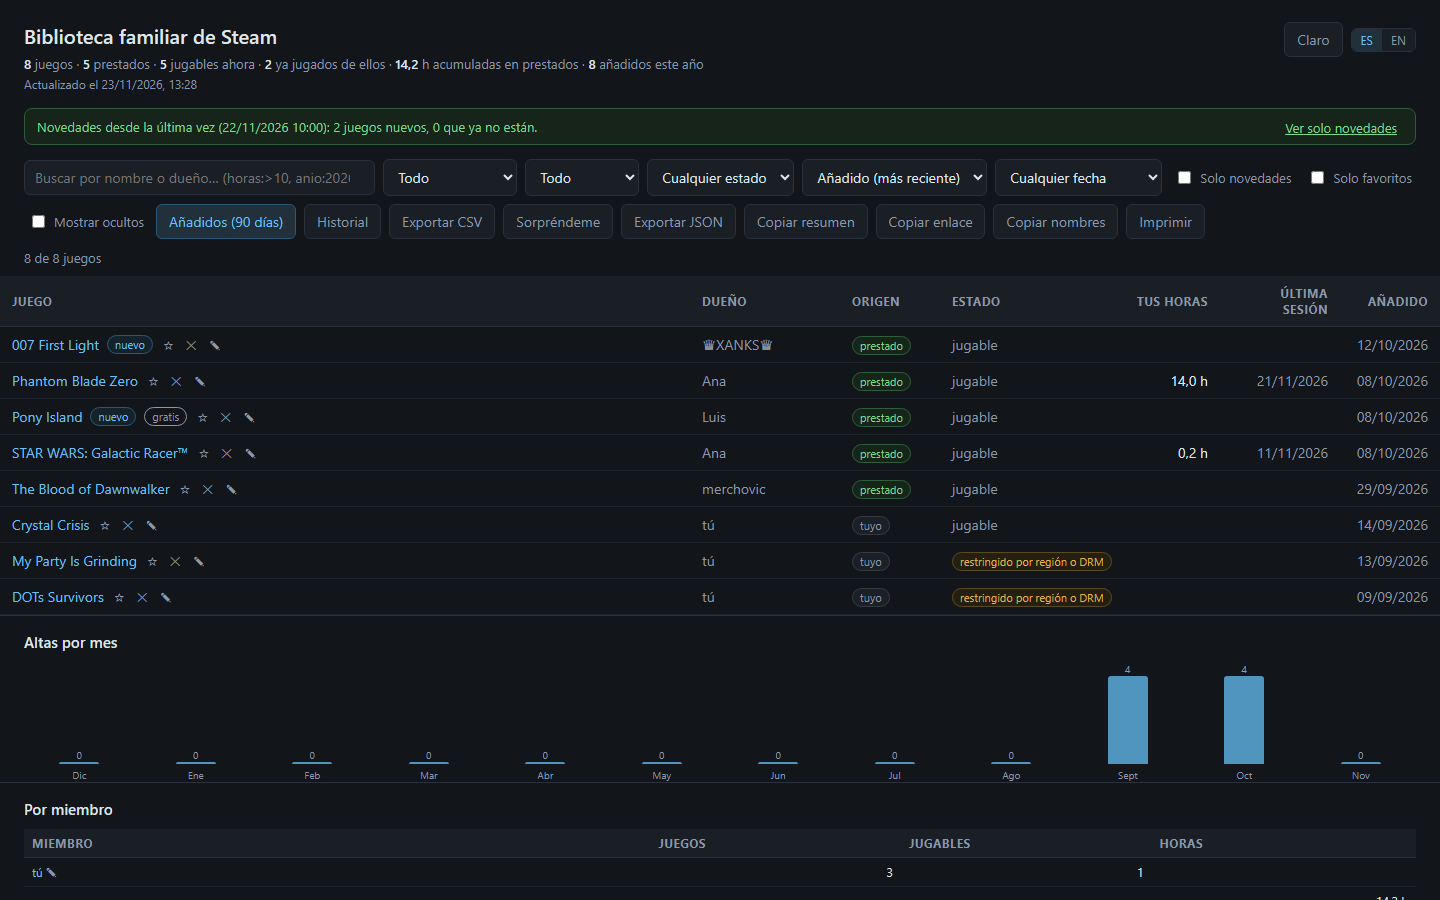 Biblioteca familiar de Steam
8 juegos · 5 prestados · 5 jugables ahora · 2 ya jugados de ellos · 14,2 h acumuladas en prestados · 8 añadidos este año
Actualizado el 23/11/2026, 13:28
Claro
ES EN
Novedades desde la última vez (22/11/2026 10:00): 2 juegos nuevos, 0 que ya no están.
Ver solo novedades
Buscar por nombre o dueño... (horas:>10, anio:202
Todo
Todo
Cualquier estado
Añadido (más reciente)
Cualquier fecha
Solo novedades
Solo favoritos
Mostrar ocultos
Añadidos (90 días)
Historial
Exportar CSV
Sorpréndeme
Exportar JSON
Copiar resumen
Copiar enlace
Copiar nombres
Imprimir
8 de 8 juegos
JUEGO DUEÑO ORIGEN ESTADO TUS HORAS ÚLTIMA SESIÓN AÑADIDO
007 First Light nuevo ☆ ✕ ✎ ♛XANKS♛ prestado jugable 12/10/2026
Phantom Blade Zero ☆ ✕ ✎ Ana prestado jugable 14,0 h 21/11/2026 08/10/2026
Pony Island nuevo gratis ☆ ✕ ✎ Luis prestado jugable 08/10/2026
STAR WARS: Galactic Racer™ ☆ ✕ ✎ Ana prestado jugable 0,2 h 11/11/2026 08/10/2026
The Blood of Dawnwalker ☆ ✕ ✎ merchovic prestado jugable 29/09/2026
Crystal Crisis ☆ ✕ ✎ tú tuyo jugable 14/09/2026
My Party Is Grinding ☆ ✕ ✎ tú tuyo restringido por región o DRM 13/09/2026
DOTs Survivors ☆ ✕ ✎ tú tuyo restringido por región o DRM 09/09/2026
Altas por mes
0 0 0 0 0 0 0 0 0 4 4 0
Dic Ene Feb Mar Abr May Jun Jul Ago Sept Oct Nov
Por miembro
MIEMBRO JUEGOS JUGABLES HORAS
tú ✎ 3 1